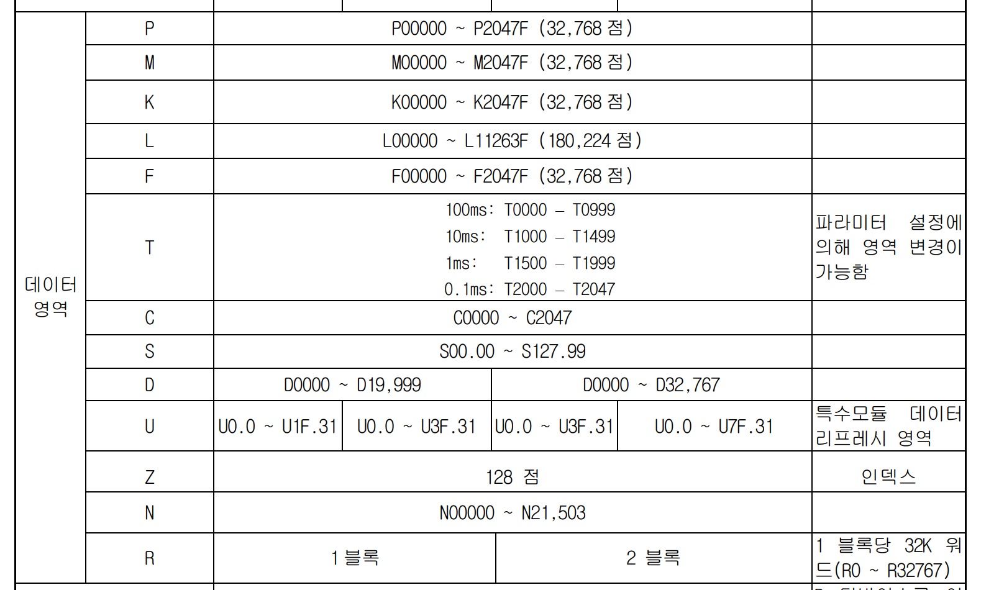 P P00000 ~ P2047F (32,768 점)
M M00000 ~ M2047F (32,768 점)
K K00000 ~ K2047F (32,768 점)
L L00000 ~ L11263F (180,224 점)
F F00000 ~ F2047F (32,768 점)
100ms: T0000 – T0999
10ms: T1000 – T1499
1ms: T1500 – T1999
0.1ms: T2000 – T2047
T
파라미터 설정에
의해 영역 변경이
가능함
데이터
영역
C C0000 ~ C2047
S S00.00 ~ S127.99
D D0000 ~ D19,999 D0000 ~ D32,767
U U0.0 ~ U1F.31 U0.0 ~ U3F.31 U0.0 ~ U3F.31 U0.0 ~ U7F.31
특수모듈 데이터
리프레시 영역
Z 128 점 인덱스
N N00000 ~ N21,503
R 1 블록 2 블록
1 블록당 32K 워
드(R0 ~ R32767)